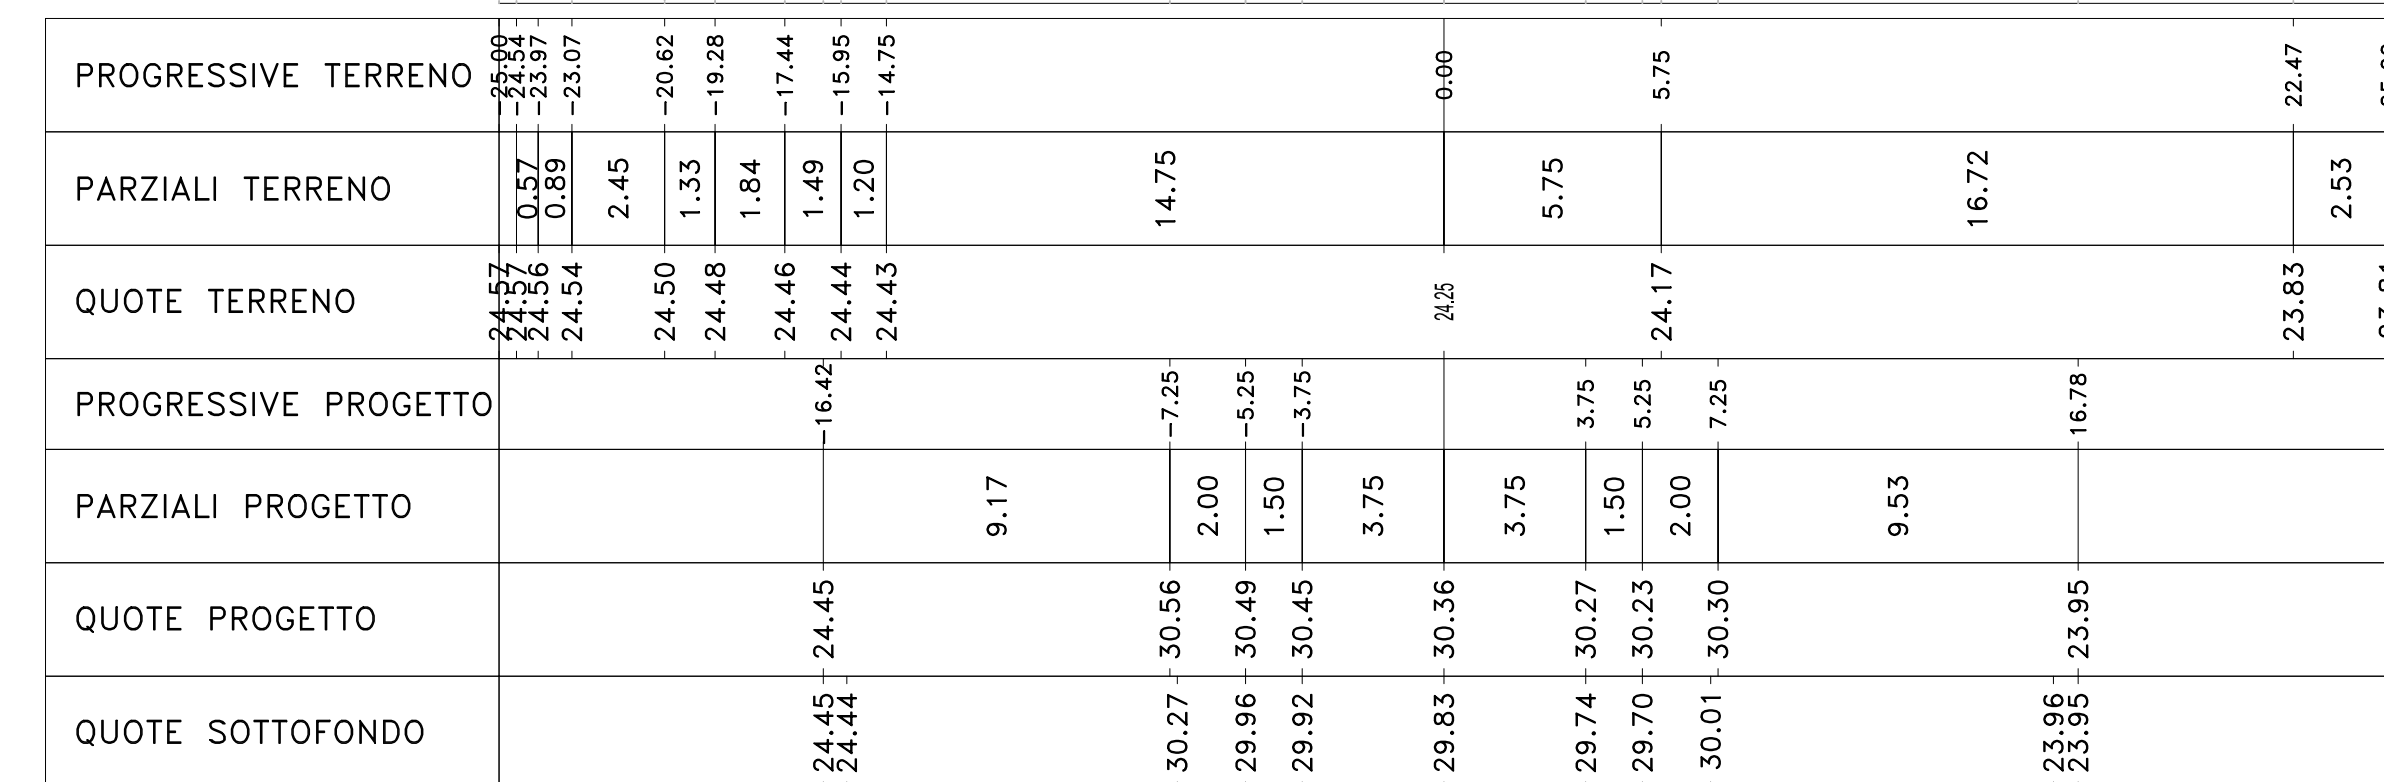 PROGRESSIVE TERRENO -25.00 -24.54 -23.97 -23.07 -20.62 -19.28 -17.44 -15.95 -14.75 0.00 5.75 22.47
PARZIALI TERRENO 0.57 0.89 2.45 1.33 1.84 1.49 1.20 14.75 5.75 16.72 2.53
QUOTE TERRENO 24.57 24.57 24.56 24.54 24.50 24.48 24.46 24.44 24.43 24.25 24.17 23.83
PROGRESSIVE PROGETTO -16.42 -7.25 -5.25 -3.75 3.75 5.25 7.25 16.78
PARZIALI PROGETTO 9.17 2.00 1.50 3.75 3.75 1.50 2.00 9.53
QUOTE PROGETTO 24.45 30.56 30.49 30.45 30.36 30.27 30.23 30.30 23.95
QUOTE SOTTOFONDO 24.45 24.44 30.27 29.96 29.92 29.83 29.74 29.70 30.01 23.96 23.95